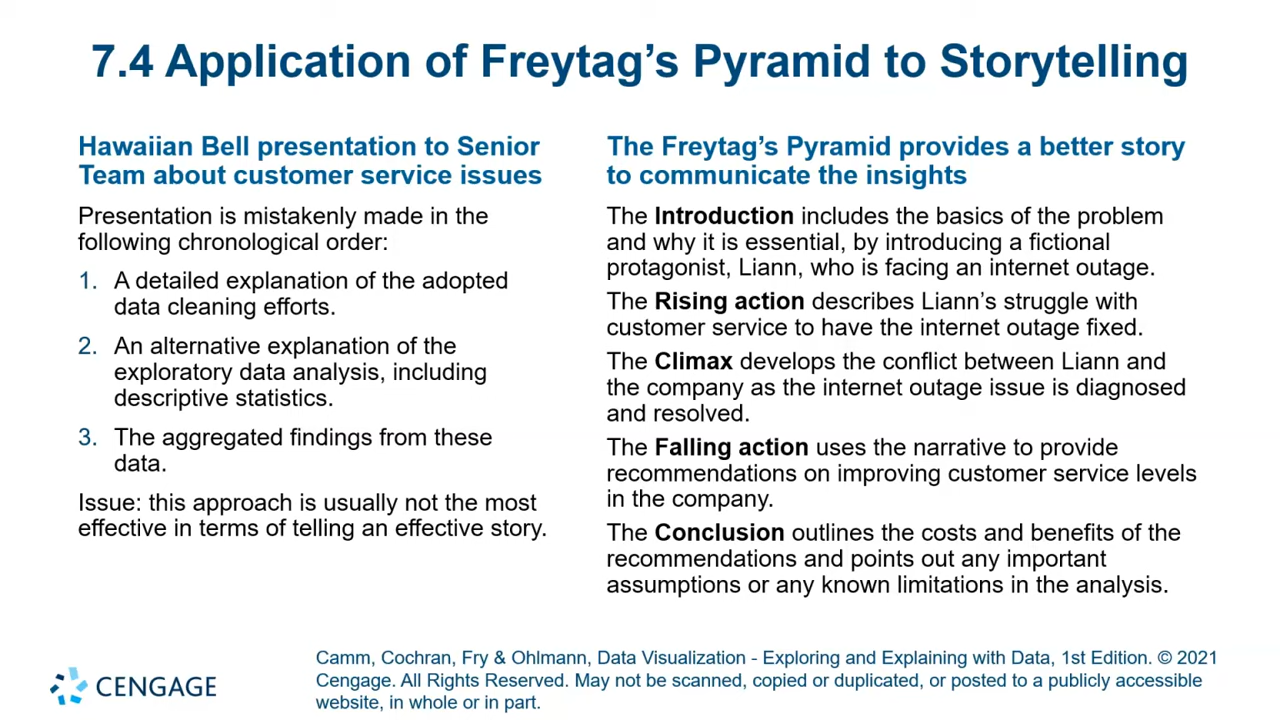 7.4 Application of Freytag’s Pyramid to Storytelling
Hawaiian Bell presentation to Senior
Team about customer service issues
Presentation is mistakenly made in the
following chronological order:
1. A detailed explanation of the adopted
data cleaning efforts.
2. An alternative explanation of the
exploratory data analysis, including
descriptive statistics.
3. The aggregated findings from these
data.
Issue: this approach is usually not the most
effective in terms of telling an effective story.
The Freytag’s Pyramid provides a better story
to communicate the insights
The Introduction includes the basics of the problem
and why it is essential, by introducing a fictional
protagonist, Liann, who is facing an internet outage.
The Rising action describes Liann’s struggle with
customer service to have the internet outage fixed.
The Climax develops the conflict between Liann and
the company as the internet outage issue is diagnosed
and resolved.
The Falling action uses the narrative to provide
recommendations on improving customer service levels
in the company.
The Conclusion outlines the costs and benefits of the
recommendations and points out any important
assumptions or any known limitations in the analysis.
CENGAGE
Camm, Cochran, Fry & Ohlmann, Data Visualization - Exploring and Explaining with Data, 1st Edition. © 2021
Cengage. All Rights Reserved. May not be scanned, copied or duplicated, or posted to a publicly accessible
website, in whole or in part.